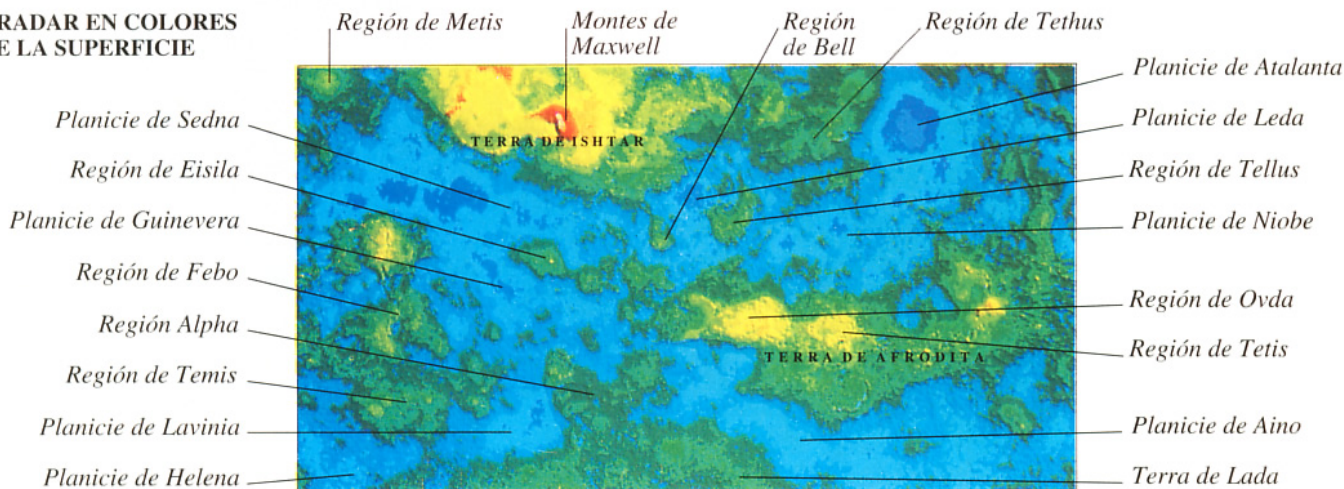 RADAR EN COLORES
LA SUPERFICIE
Región de Metis
Montes de
Maxwell
Región
de Bell
Región de Tethus
Planicie de Atalanta
Planicie de Sedna
Planicie de Leda
TERRA DE ISHTAR
Región de Eisila
Región de Tellus
Planicie de Guinevera
Planicie de Niobe
Región de Febo
Región de Ovda
Región Alpha
Región de Tetis
TERRA DE AFRODITA
Región de Temis
Planicie de Lavinia
Planicie de Aino
Planicie de Helena
Terra de Lada